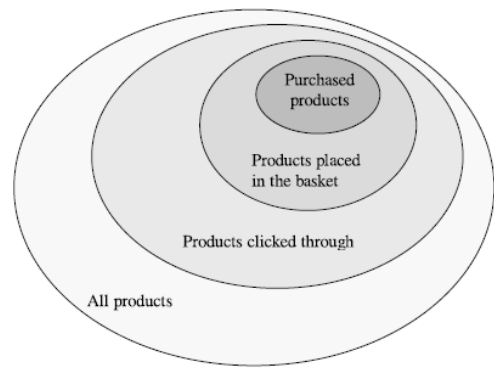 Purchased
products
Products placed
in the basket
Products clicked through
All products